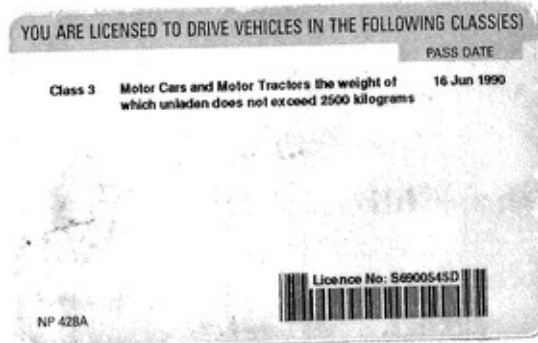 YOU ARE LICENSED TO DRIVE VEHICLES IN THE FOLLOWING CLASS(ES)
PASS DATE
Class 3 Motor Cars and Motor Tractors the weight of 16 Jun 1990
which unladen does not exceed 2500 kilograms
Licence No: S6900545D
NP 428A